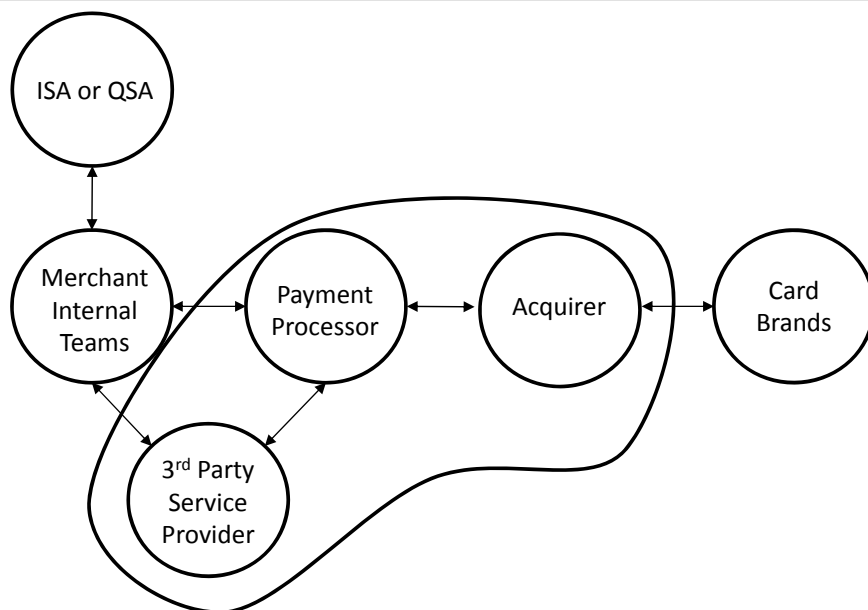 ISA or QSA
Merchant
Internal
Teams
Payment
Processor
Acquirer
Card
Brands
3rd Party
Service
Provider